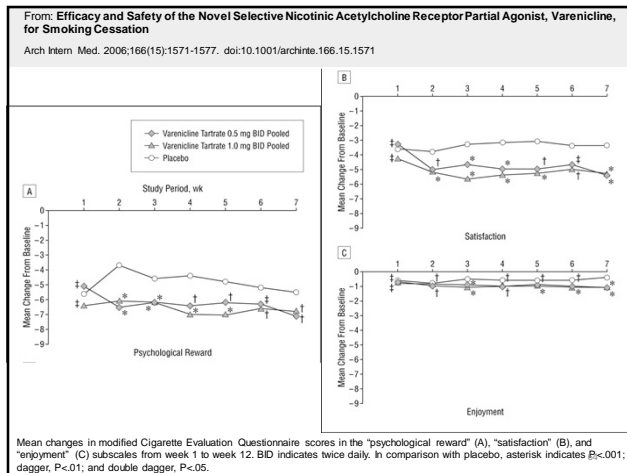 From: Efficacy and Safety of the Novel Selective Nicotinic Acetylcholine Receptor Partial Agonist, Varenicline,
for Smoking Cessation
Arch Intern Med. 2006;166(15):1571-1577. doi:10.1001/archinte.166.15.1571
Varenicline Tartrate 0.5 mg BID Pooled
Varenicline Tartrate 1.0 mg BID Pooled
Placebo
Study Period, wk
A
1 2 3 4 5 6 7
0
−1
−2
−3
−4
−5
−6
−7
−8
−9
Mean Change From Baseline
‡ ‡ * * * * † * † * ‡ † †
Psychological Reward
B
1 2 3 4 5 6 7
0
−1
−2
−3
−4
−5
−6
−7
−8
−9
Mean Change From Baseline
‡ ‡ † * * * * * † * ‡ † * *
Satisfaction
C
1 2 3 4 5 6 7
0
−1
−2
−3
−4
−5
−6
−7
−8
−9
Mean Change From Baseline
‡ ‡ † † * * † † † * † * * *
Enjoyment
Mean changes in modified Cigarette Evaluation Questionnaire scores in the "psychological reward" (A), "satisfaction" (B), and
"enjoyment" (C) subscales from week 1 to week 12. BID indicates twice daily. In comparison with placebo, asterisk indicates P<.001;
dagger, P<.01; and double dagger, P<.05.